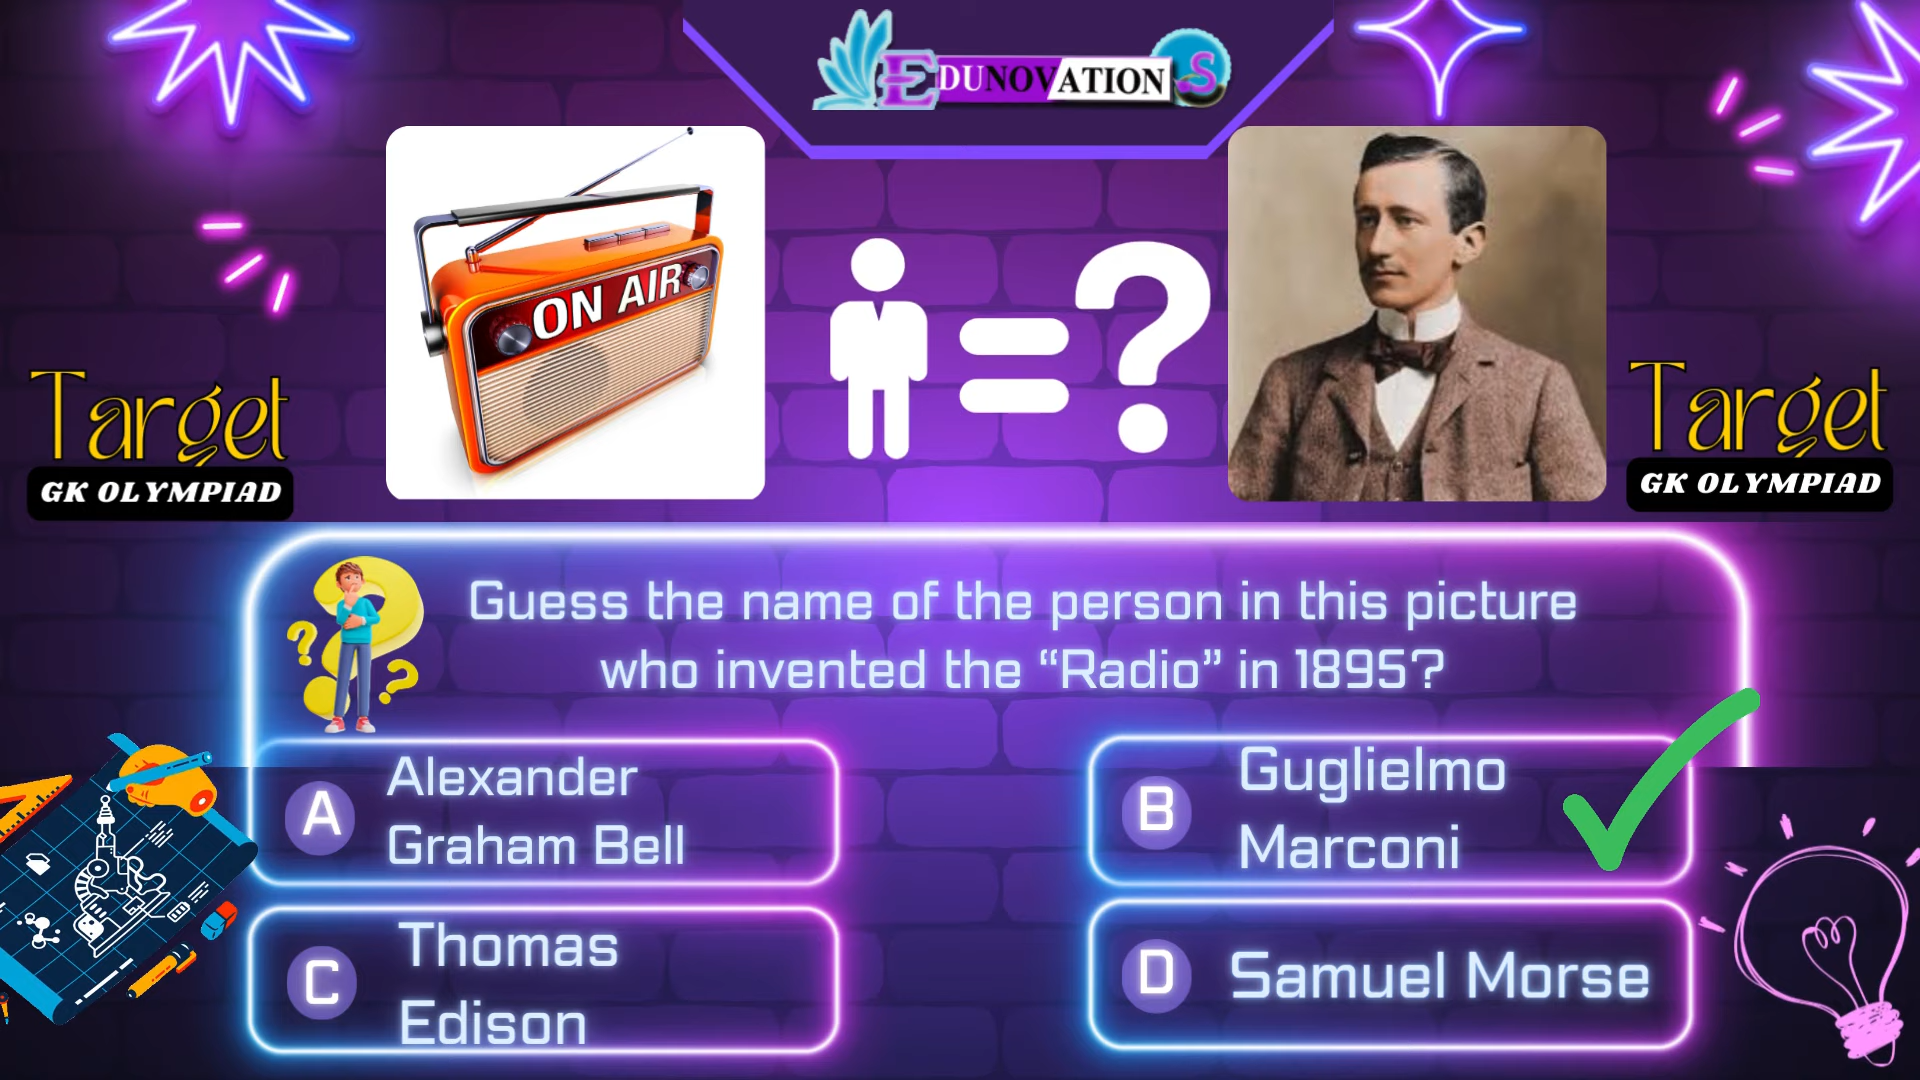 EDUNOVATION S
ON AIR
=?
Target
GK OLYMPIAD
Target
GK OLYMPIAD
Guess the name of the person in this picture
who invented the “Radio” in 1895?
A Alexander
Graham Bell
B Guglielmo
Marconi
C Thomas
Edison
D Samuel Morse